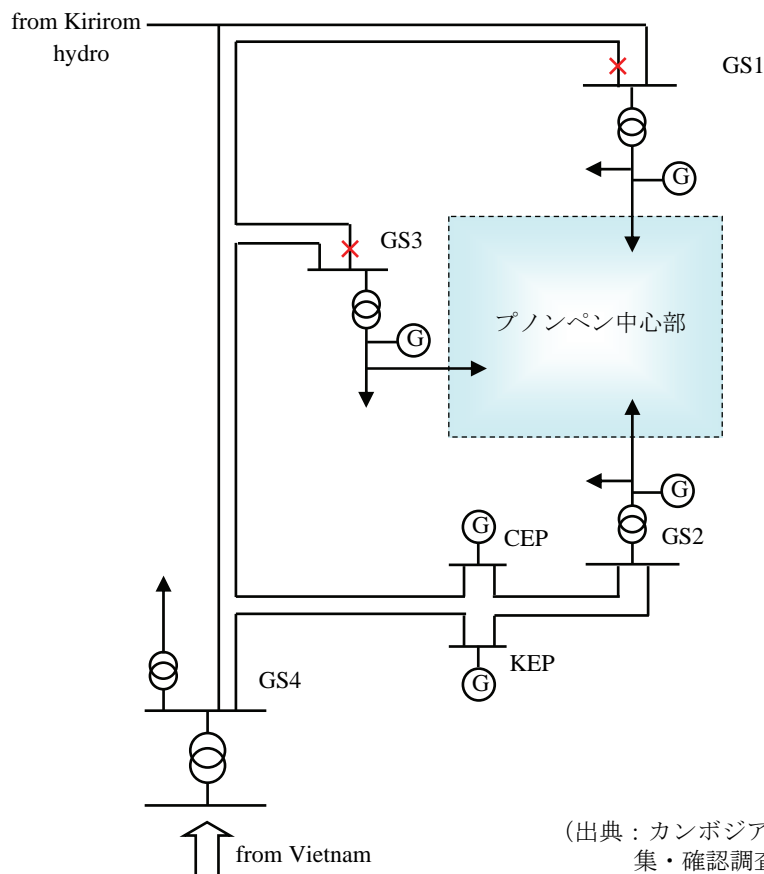 from Kirirom
hydro
GS1
G
GS3
G
プノンペン中心部
G
G
CEP
GS2
KEP
G
GS4
from Vietnam
（出典：カンボジア
集・確認調査